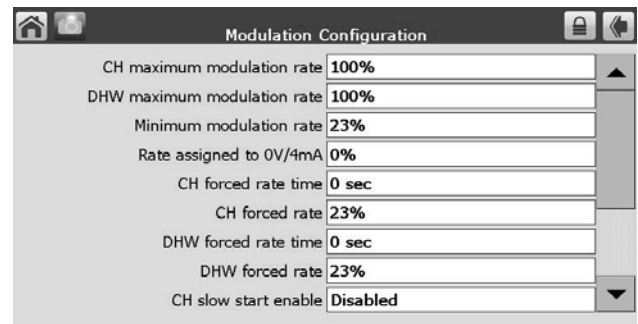 Modulation Configuration
CH maximum modulation rate 100%
DHW maximum modulation rate 100%
Minimum modulation rate 23%
Rate assigned to 0V/4mA 0%
CH forced rate time 0 sec
CH forced rate 23%
DHW forced rate time 0 sec
DHW forced rate 23%
CH slow start enable Disabled